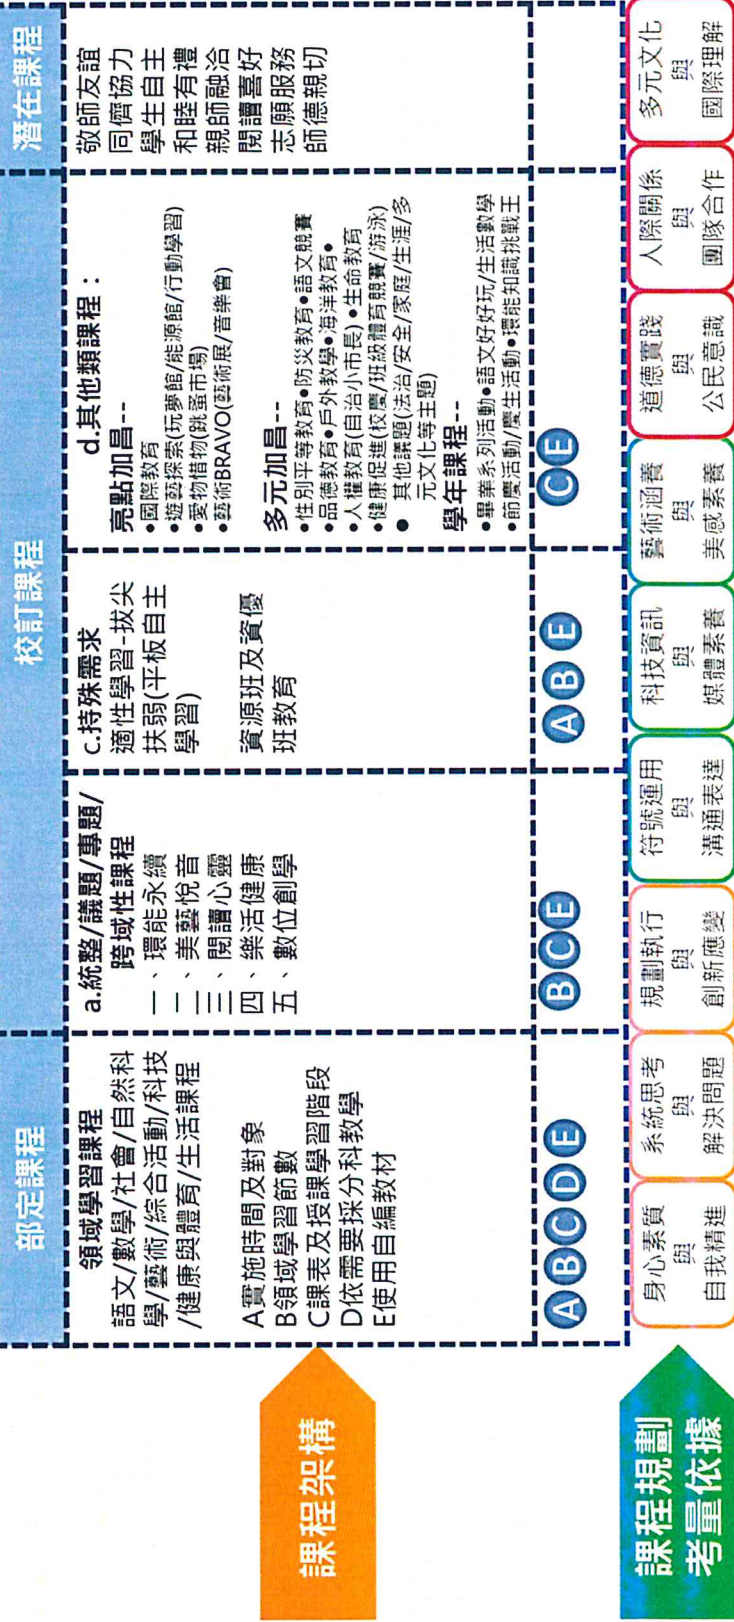 部定課程
校訂課程
潛在課程
課程架構
領域學習課程
語文/數學/社會/自然科
學/藝術/綜合活動/科技
/健康與體育/生活課程
A實施時間及對象
B領域學習節數
C課表及授課學習階段
D依需要採分科教學
E使用自編教材
ABCDE
a.統整/議題/專題/
跨域性課程
一、環能永續
二、美藝悅音
三、閱讀心靈
四、樂活健康
五、數位創學
BCE
c.持殊需求
適性學習-拔尖
扶弱(平板自主
學習)
資源班及資優
班教育
ABE
d.其他類課程：
亮點加昌--
•國際教育
•遊藝探索(玩夢館/能源館/行動學習)
•愛物惜物(跳蚤市場)
•藝術BRAVO(藝術展/音樂會)
多元加昌--
•性別平等教育•防災教育•語文競賽
•品德教育•戶外教學•海洋教育•
•人權教育(自治小市長)•生命教育
•健康促進(校慶/班級體育競賽/游泳)
• 其他議題(法治/安全/家庭/生涯/多
元文化等主題)
學年課程--
•畢業系列活動•語文好好玩/生活數學
•節慶活動/慶生活動•環能知識挑戰王
CE
敬師友誼
同儕協力
學生自主
和睦有禮
親師融洽
閱讀喜好
志願服務
師德親切
課程規劃
考量依據
身心素質
與
自我精進
系統思考
與
解決問題
規劃執行
與
創新應變
符號運用
與
溝通表達
科技資訊
與
媒體素養
藝術涵養
與
美感素養
道德實踐
與
公民意識
人際關係
與
團隊合作
多元文化
與
國際理解